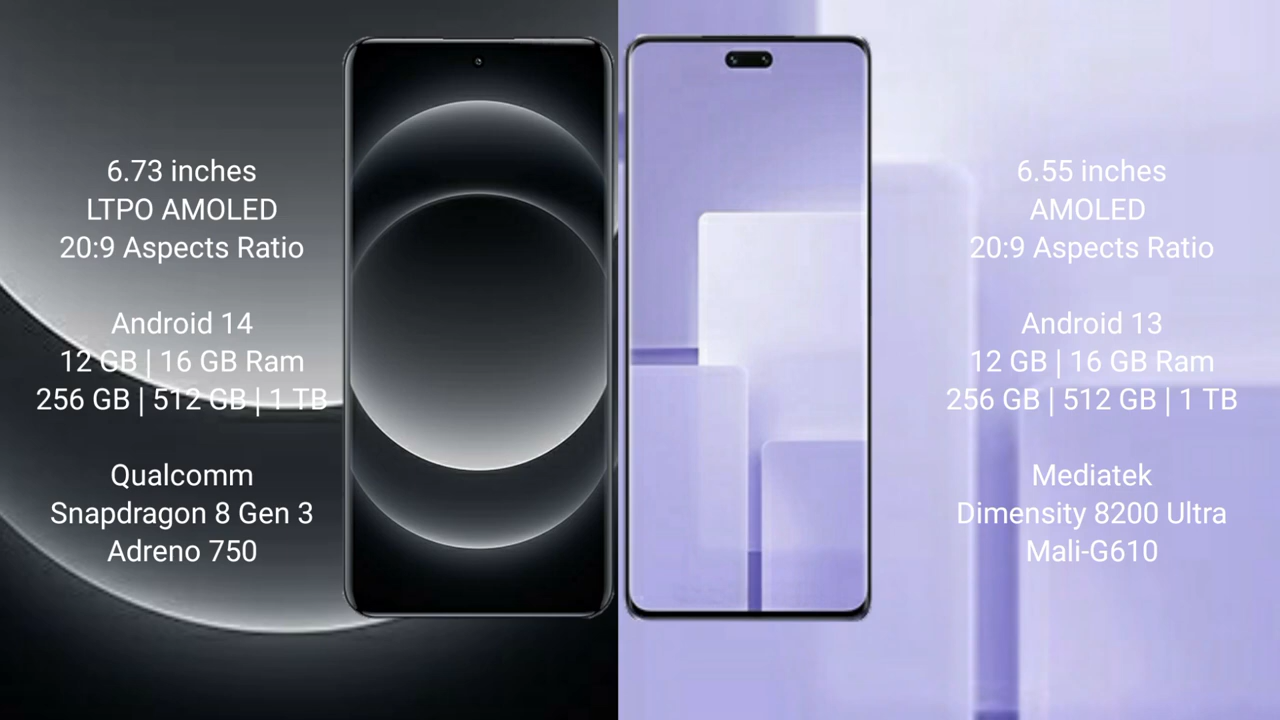 6.73 inches
LTPO AMOLED
20:9 Aspects Ratio
Android 14
12 GB | 16 GB Ram
256 GB | 512 GB | 1 TB
Qualcomm
Snapdragon 8 Gen 3
Adreno 750
6.55 inches
AMOLED
20:9 Aspects Ratio
Android 13
12 GB | 16 GB Ram
256 GB | 512 GB | 1 TB
Mediatek
Dimensity 8200 Ultra
Mali-G610